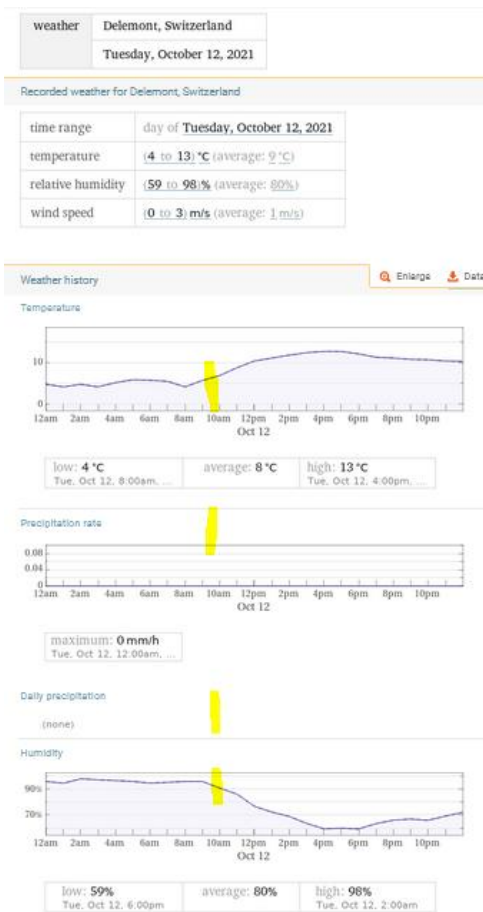 weather Delemont, Switzerland
Tuesday, October 12, 2021
Recorded weather for Delemont, Switzerland
time range day of Tuesday, October 12, 2021
temperature (4 to 13) °C (average: 9 °C)
relative humidity (59 to 98)% (average: 80%)
wind speed (0 to 3) m/s (average: 1 m/s)
Weather history Enlarge Data
Temperature
10
0
12am 2am 4am 6am 8am 10am 12pm 2pm 4pm 6pm 8pm 10pm
Oct 12
low: 4 °C average: 8 °C high: 13 °C
Tue, Oct 12, 8:00am, ... Tue, Oct 12, 4:00pm, ...
Precipitation rate
0.08
0.04
0
12am 2am 4am 6am 8am 10am 12pm 2pm 4pm 6pm 8pm 10pm
Oct 12
maximum: 0 mm/h
Tue, Oct 12, 12:00am, ...
Daily precipitation
(none)
Humidity
90%
70%
12am 2am 4am 6am 8am 10am 12pm 2pm 4pm 6pm 8pm 10pm
Oct 12
low: 59% average: 80% high: 98%
Tue, Oct 12, 6:00pm Tue, Oct 12, 2:00am